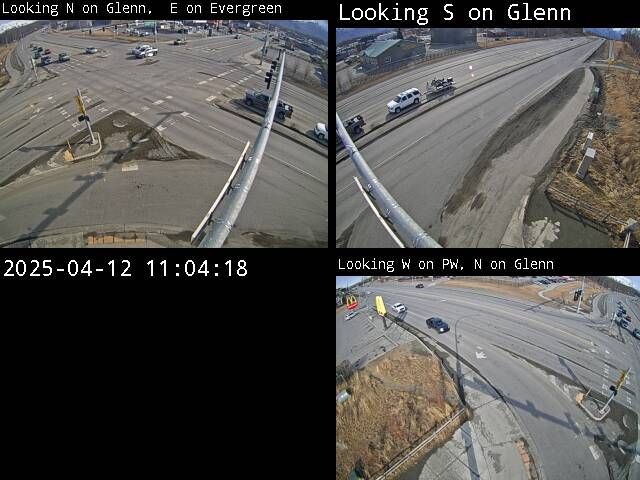 Looking N on Glenn,  E on Evergreen
Looking S on Glenn
2025-04-12 11:04:18
Looking W on PW, N on Glenn